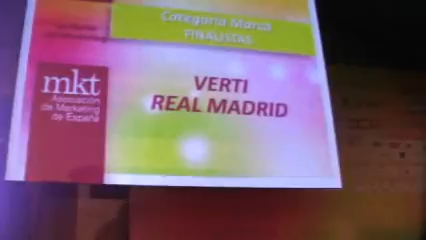 Categoría Marca
FINALISTAS
mkt
Asociación
de Marketing
de España
VERTI
REAL MADRID